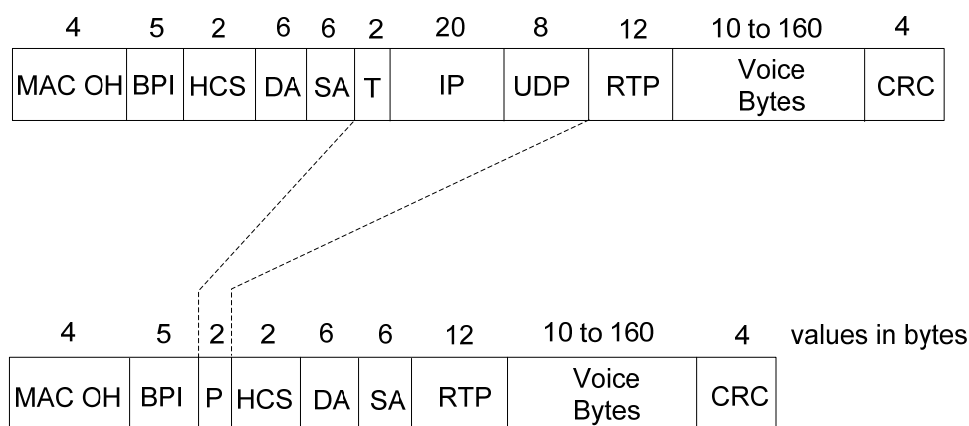 4 5 2 6 6 2 20 8 12 10 to 160 4
MAC OH BPI HCS DA SA T IP UDP RTP Voice Bytes CRC
4 5 2 2 6 6 12 10 to 160 4 values in bytes
MAC OH BPI P HCS DA SA RTP Voice Bytes CRC